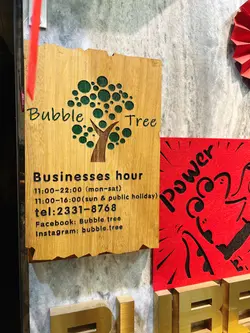 Bubble Tree
Businesses hour
11:00-22:00 (mon-sat)
11:00-16:00 (sun & public holiday)
tel:2331-8768
Facebook: Bubble.tree
Instagram: bubble.tree
power